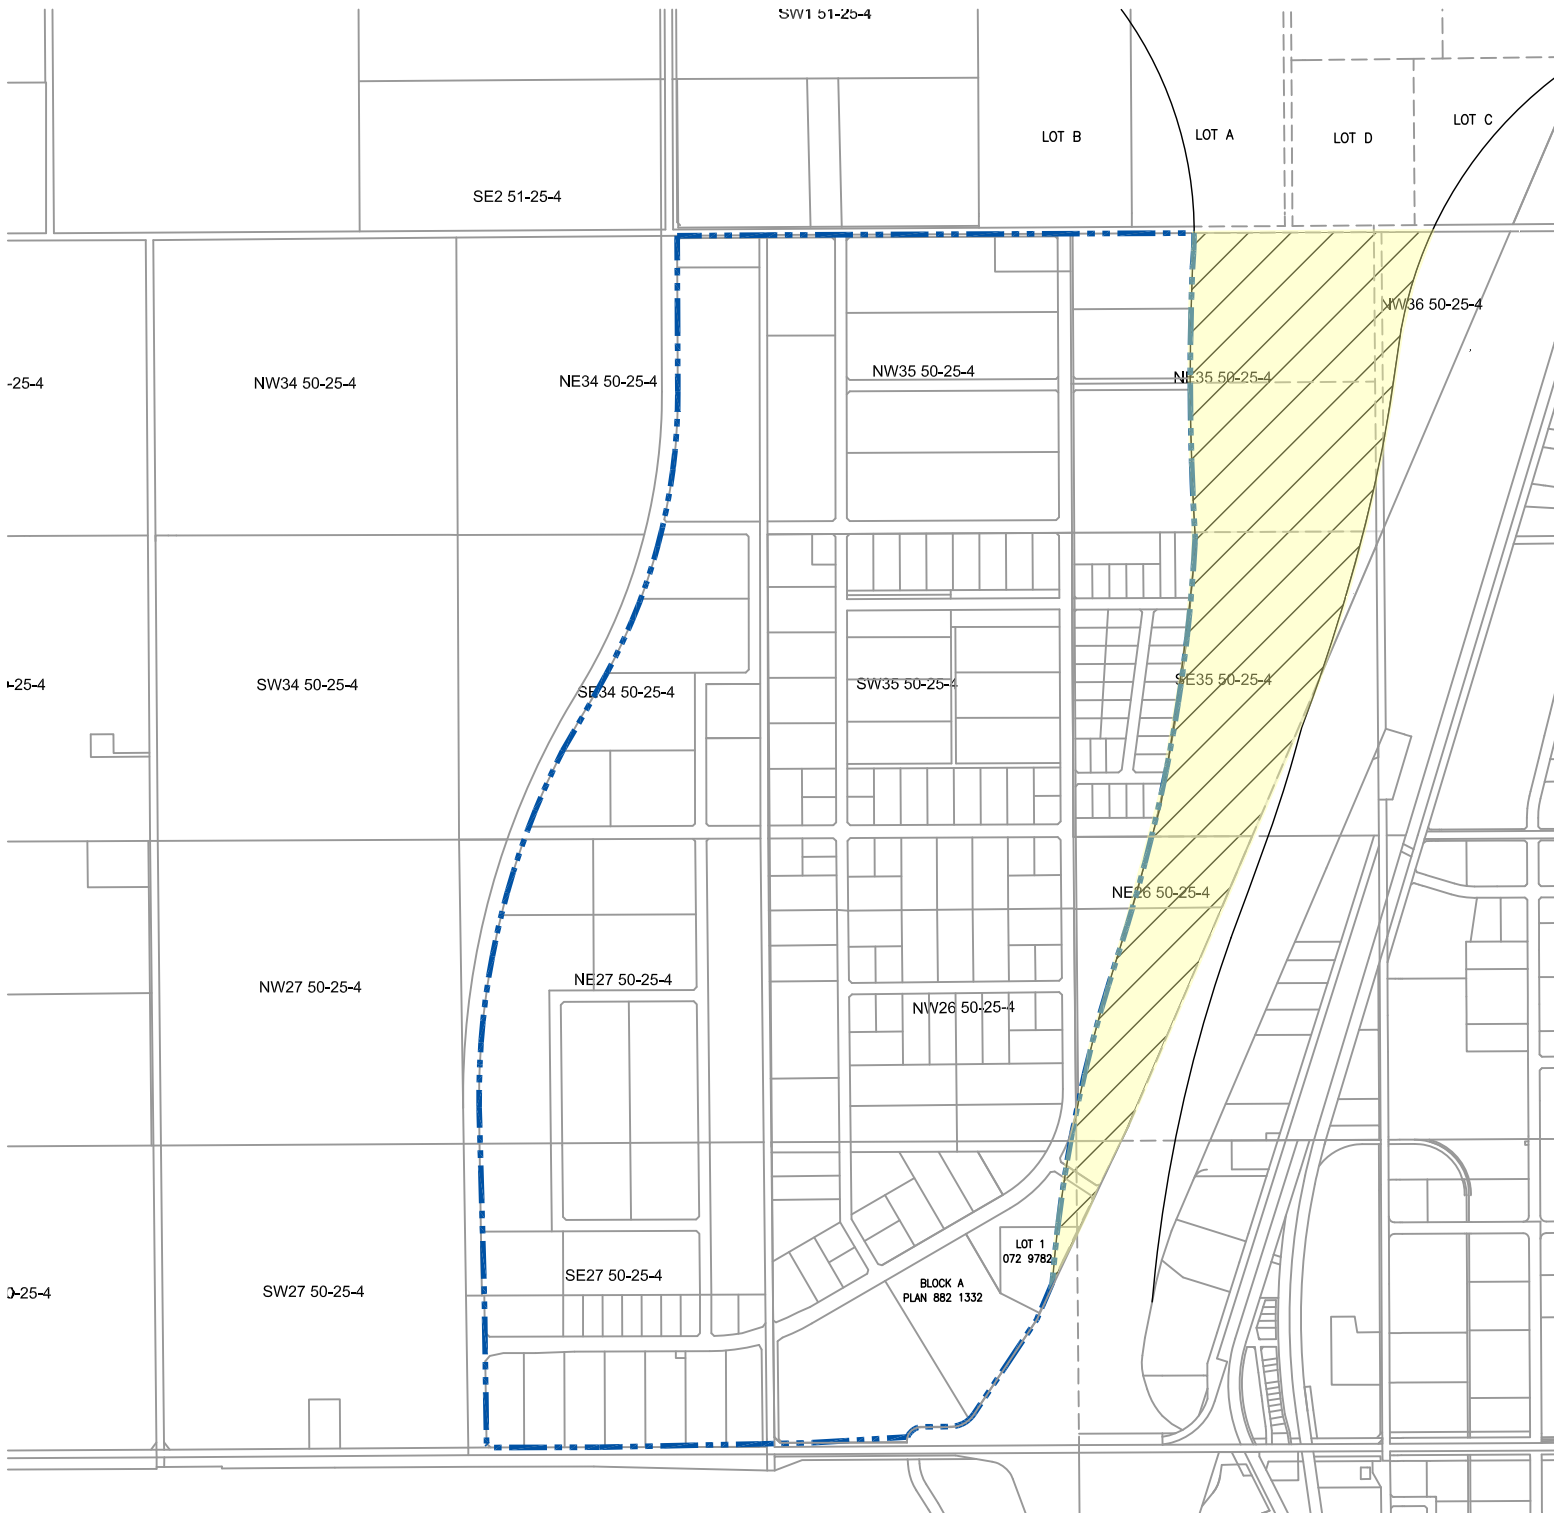 SW1 51-25-4
LOT C
LOT B
LOT A
LOT D
SE2 51-25-4
NW36 50-25-4
-25-4
NW34 50-25-4
NE34 50-25-4
NW35 50-25-4
NE35 50-25-4
-25-4
SW34 50-25-4
SE34 50-25-4
SW35 50-25-4
SE35 50-25-4
NE26 50-25-4
NW27 50-25-4
NE27 50-25-4
NW26 50-25-4
LOT 1
072 9782
0-25-4
SW27 50-25-4
SE27 50-25-4
BLOCK A
PLAN 882 1332